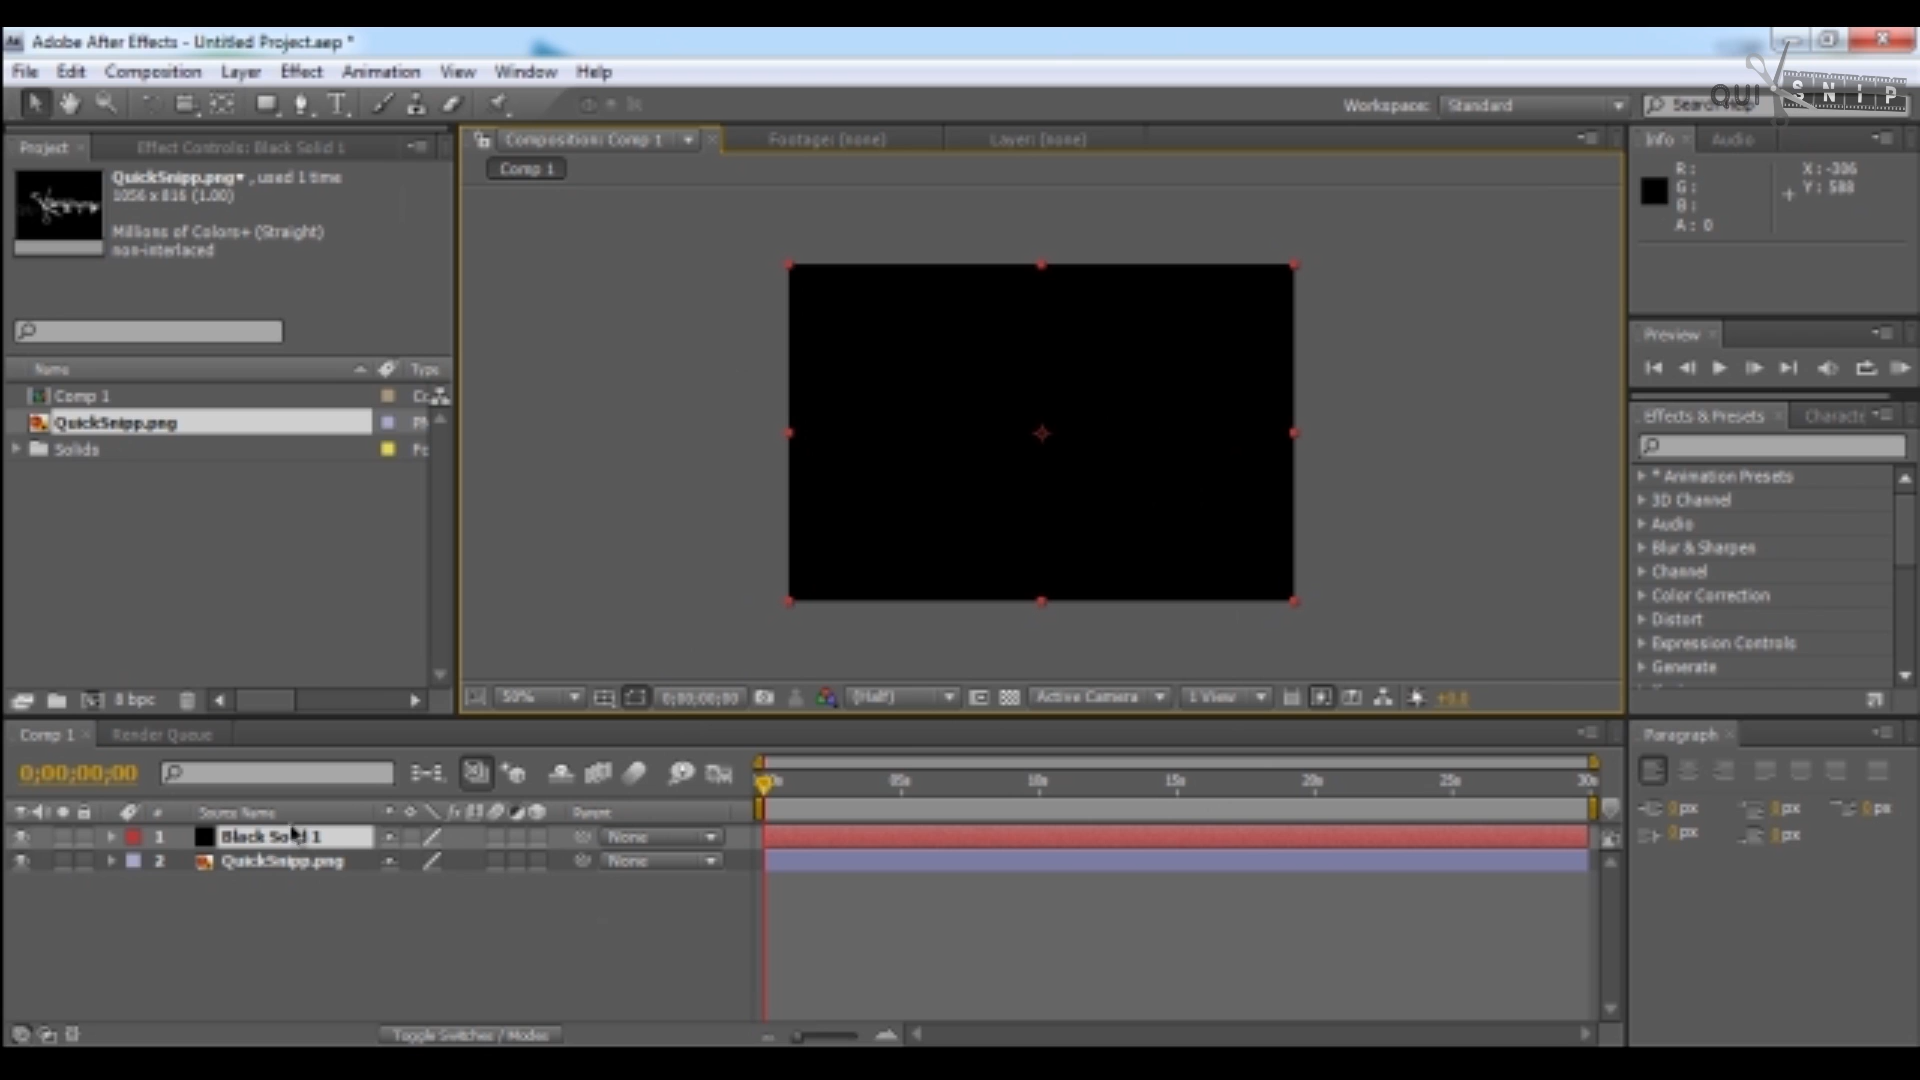 Adobe After Effects - Untitled Project.aep *
File Edit Composition Layer Effect Animation View Window Help
Workspace: Standard
QUI SNIP
Project
Effect Controls: Black Solid 1
Composition: Comp 1
Footage: [none]
Layer: [none]
Info
Audio
QuickSnipp.png , used 1 time
1056 x 816 (1.00)
Millions of Colors+ (Straight)
non-interlaced
Comp 1
R:
G:
B:
A: 0
X: -306
Y: 588
Preview
Name
Type
Comp 1
QuickSnipp.png
Solids
Effects & Presets
* Animation Presets
3D Channel
Audio
Blur & Sharpen
Channel
Color Correction
Distort
Expression Controls
Generate
8 bpc
50%
0;00;00;00
(Half)
Active Camera
1 View
+0.0
Comp 1
Render Queue
Paragraph
0;00;00;00
05s
10s
15s
20s
25s
30s
# Source Name
Parent
1 Black Solid 1
None
2 QuickSnipp.png
None
0 px
0 px
0 px
0 px
0 px
Toggle Switches / Modes